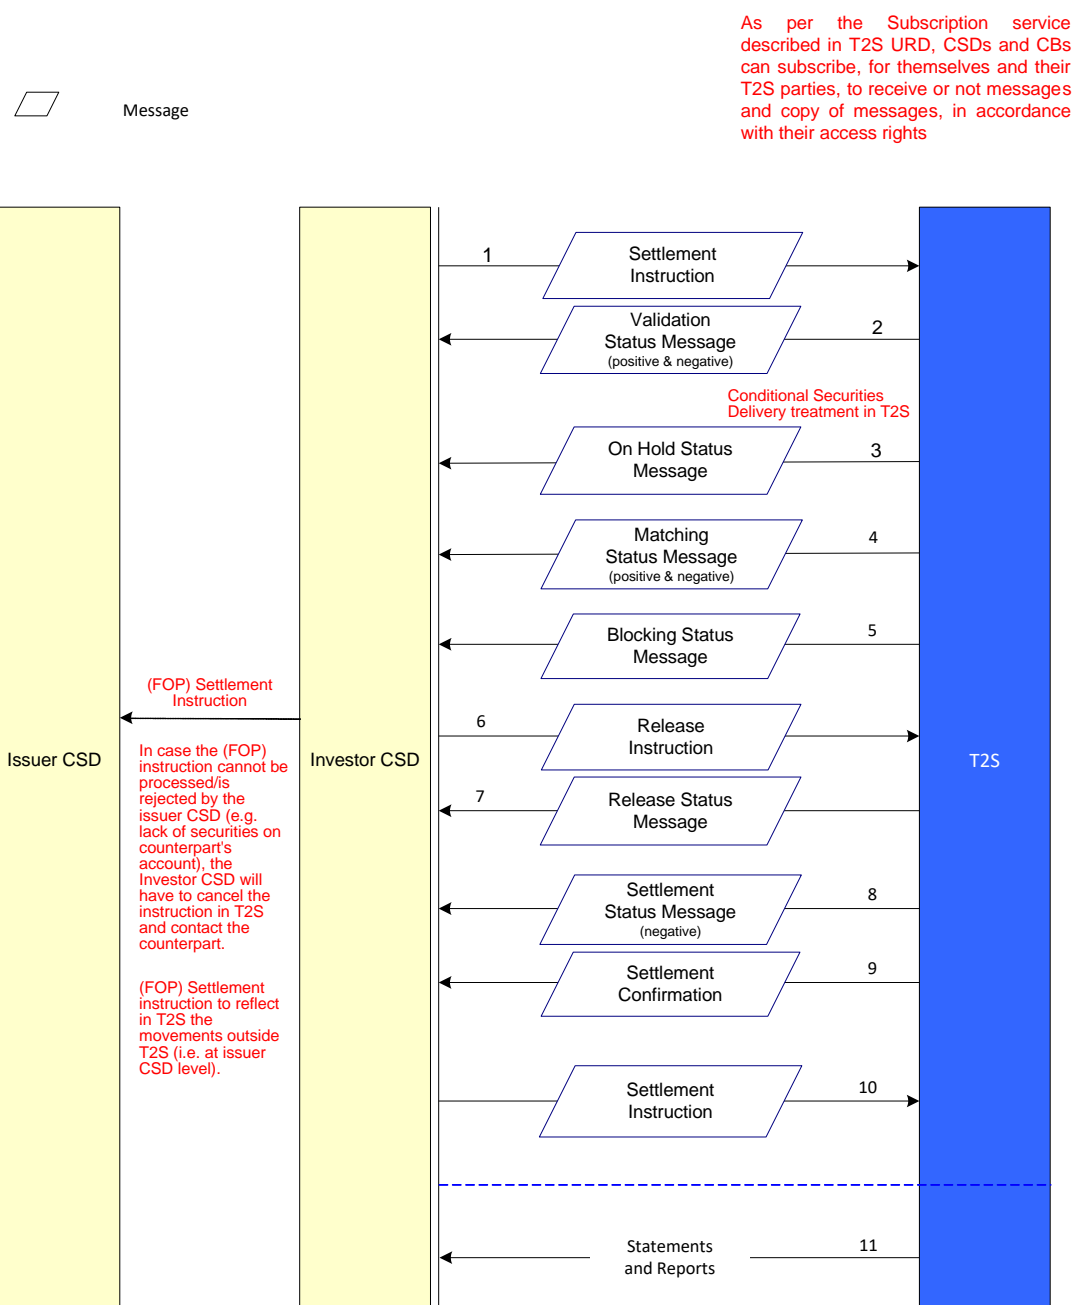 As per the Subscription service
described in T2S URD, CSDs and CBs
can subscribe, for themselves and their
T2S parties, to receive or not messages
and copy of messages, in accordance
with their access rights
Message
1
Settlement
Instruction
Validation
Status Message
(positive & negative)
2
Conditional Securities
Delivery treatment in T2S
On Hold Status
Message
3
Matching
Status Message
(positive & negative)
4
Blocking Status
Message
5
(FOP) Settlement
Instruction
6
Release
Instruction
Issuer CSD
In case the (FOP)
instruction cannot be
processed/is
rejected by the
issuer CSD (e.g.
lack of securities on
counterpart's
account), the
Investor CSD will
have to cancel the
instruction in T2S
and contact the
counterpart.
Investor CSD
T2S
7
Release Status
Message
Settlement
Status Message
(negative)
8
Settlement
Confirmation
9
(FOP) Settlement
instruction to reflect
in T2S the
movements outside
T2S (i.e. at issuer
CSD level).
Settlement
Instruction
10
Statements
and Reports
11